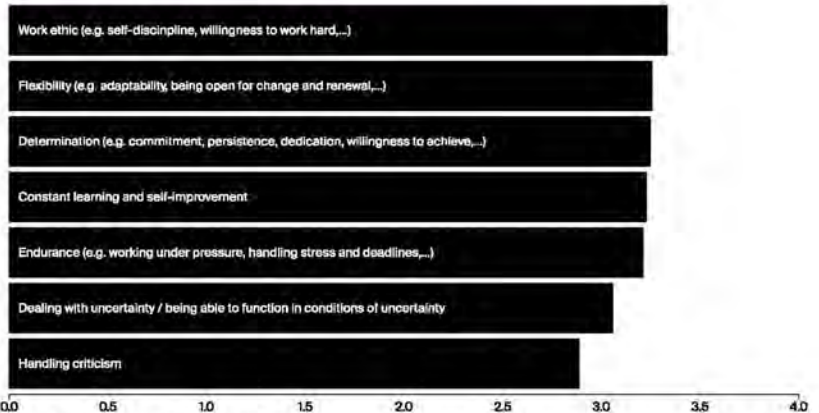 Work ethic (e.g. self-discinpline, willingness to work hard,...)
Flexibility (e.g. adaptability, being open for change and renewal,...)
Determination (e.g. commitment, persistence, dedication, willingness to achieve,...)
Constant learning and self-improvement
Endurance (e.g. working under pressure, handling stress and deadlines,...)
Dealing with uncertainty / being able to function in conditions of uncertainty
Handling criticism
0.0 0.5 1.0 1.5 2.0 2.5 3.0 3.5 4.0